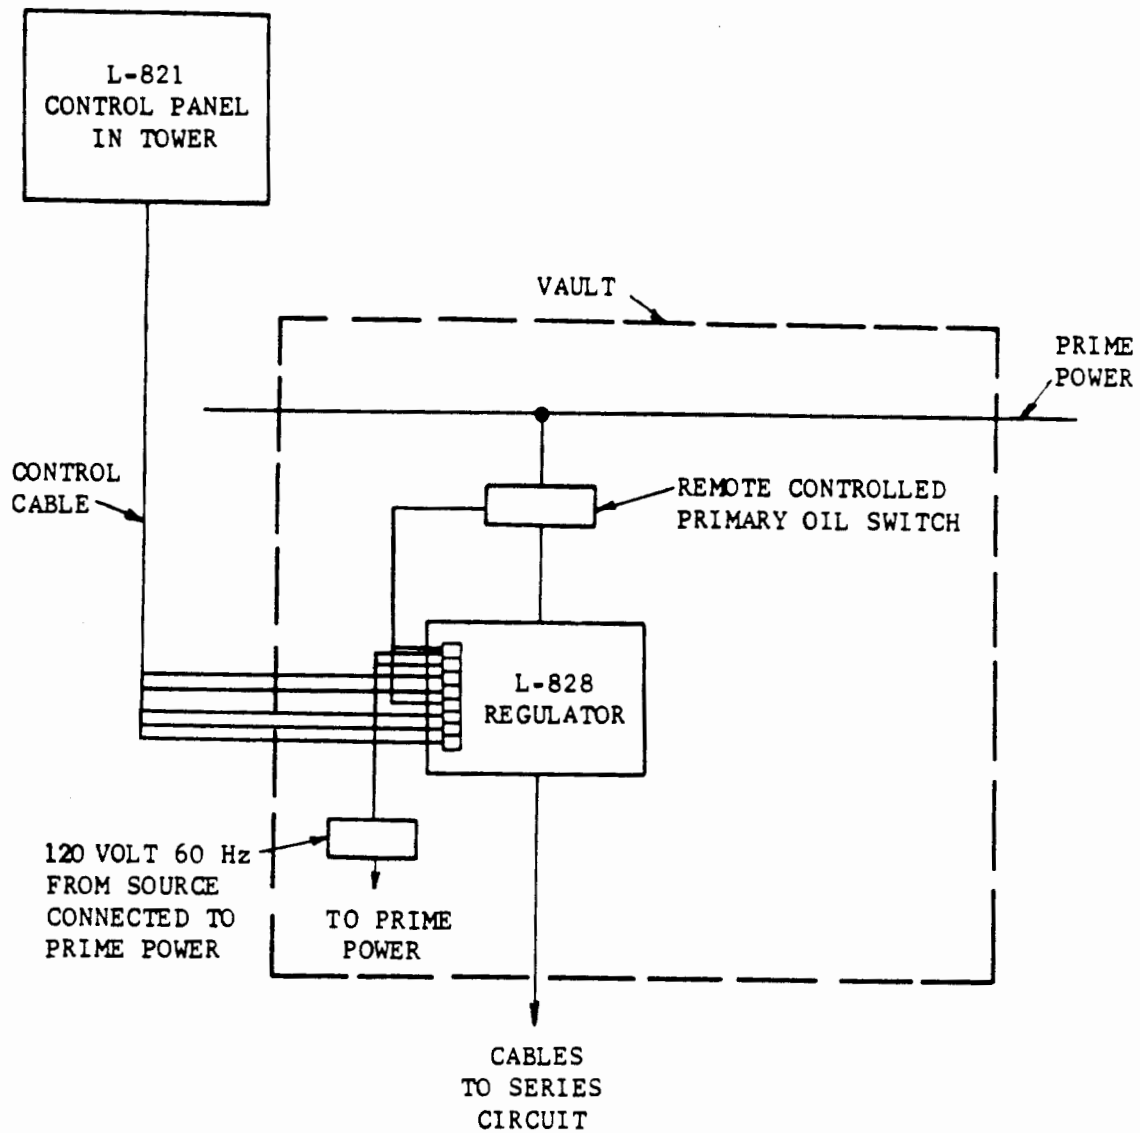 L-821
CONTROL PANEL
IN TOWER
VAULT
PRIME
POWER
CONTROL
CABLE
REMOTE CONTROLLED
PRIMARY OIL SWITCH
L-828
REGULATOR
120 VOLT 60 Hz
FROM SOURCE
CONNECTED TO
PRIME POWER
TO PRIME
POWER
CABLES
TO SERIES
CIRCUIT